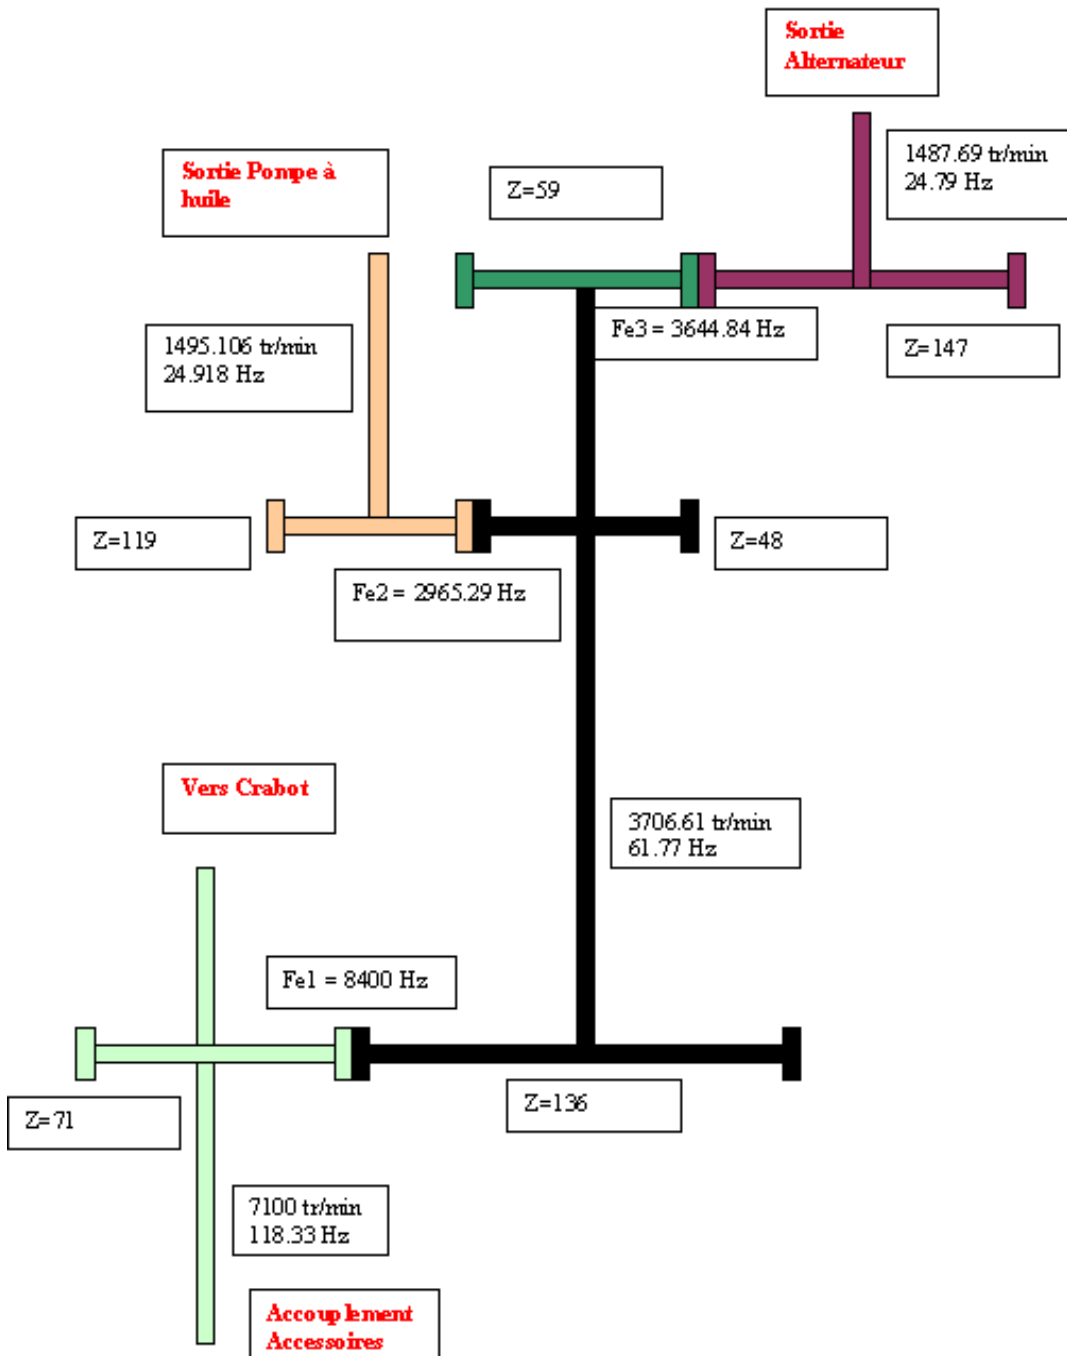 Sortie
Alternateur
1487.69 tr/min
24.79 Hz
Sortie Pompe à
huile
Z=59
Fe3 = 3644.84 Hz
Z=147
1495.106 tr/min
24.918 Hz
Z=119
Z=48
Fe2 = 2965.29 Hz
Vers Crabot
3706.61 tr/min
61.77 Hz
Fe1 = 8400 Hz
Z=71
Z=136
7100 tr/min
118.33 Hz
Accouplement
Accessoires